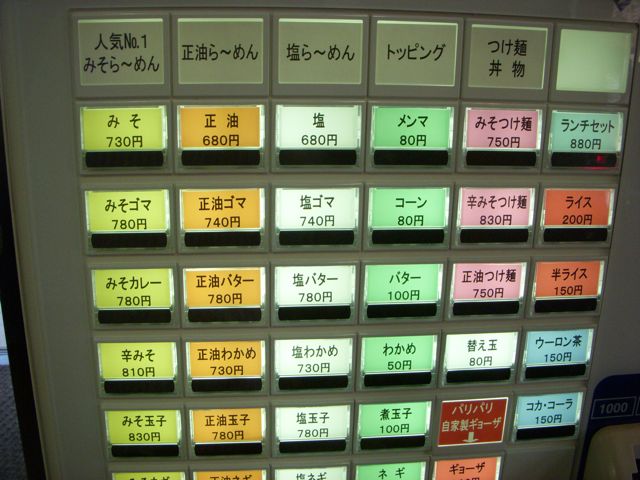 人気No.1
みそら～めん
正油ら～めん
塩ら～めん
トッピング
つけ麺
丼物
みそ
730円
正油
680円
塩
680円
メンマ
80円
みそつけ麺
750円
ランチセット
880円
みそゴマ
780円
正油ゴマ
740円
塩ゴマ
740円
コーン
80円
辛みそつけ麺
830円
ライス
200円
みそカレー
780円
正油バター
780円
塩バター
780円
バター
100円
正油つけ麺
750円
半ライス
150円
辛みそ
810円
正油わかめ
730円
塩わかめ
730円
わかめ
50円
替え玉
80円
ウーロン茶
150円
みそ玉子
830円
正油玉子
780円
塩玉子
780円
煮玉子
100円
パリパリ
自家製ギョーザ
コカ・コーラ
150円
1000
正油ネギ
塩ネギ
ネギ
ギョーザ